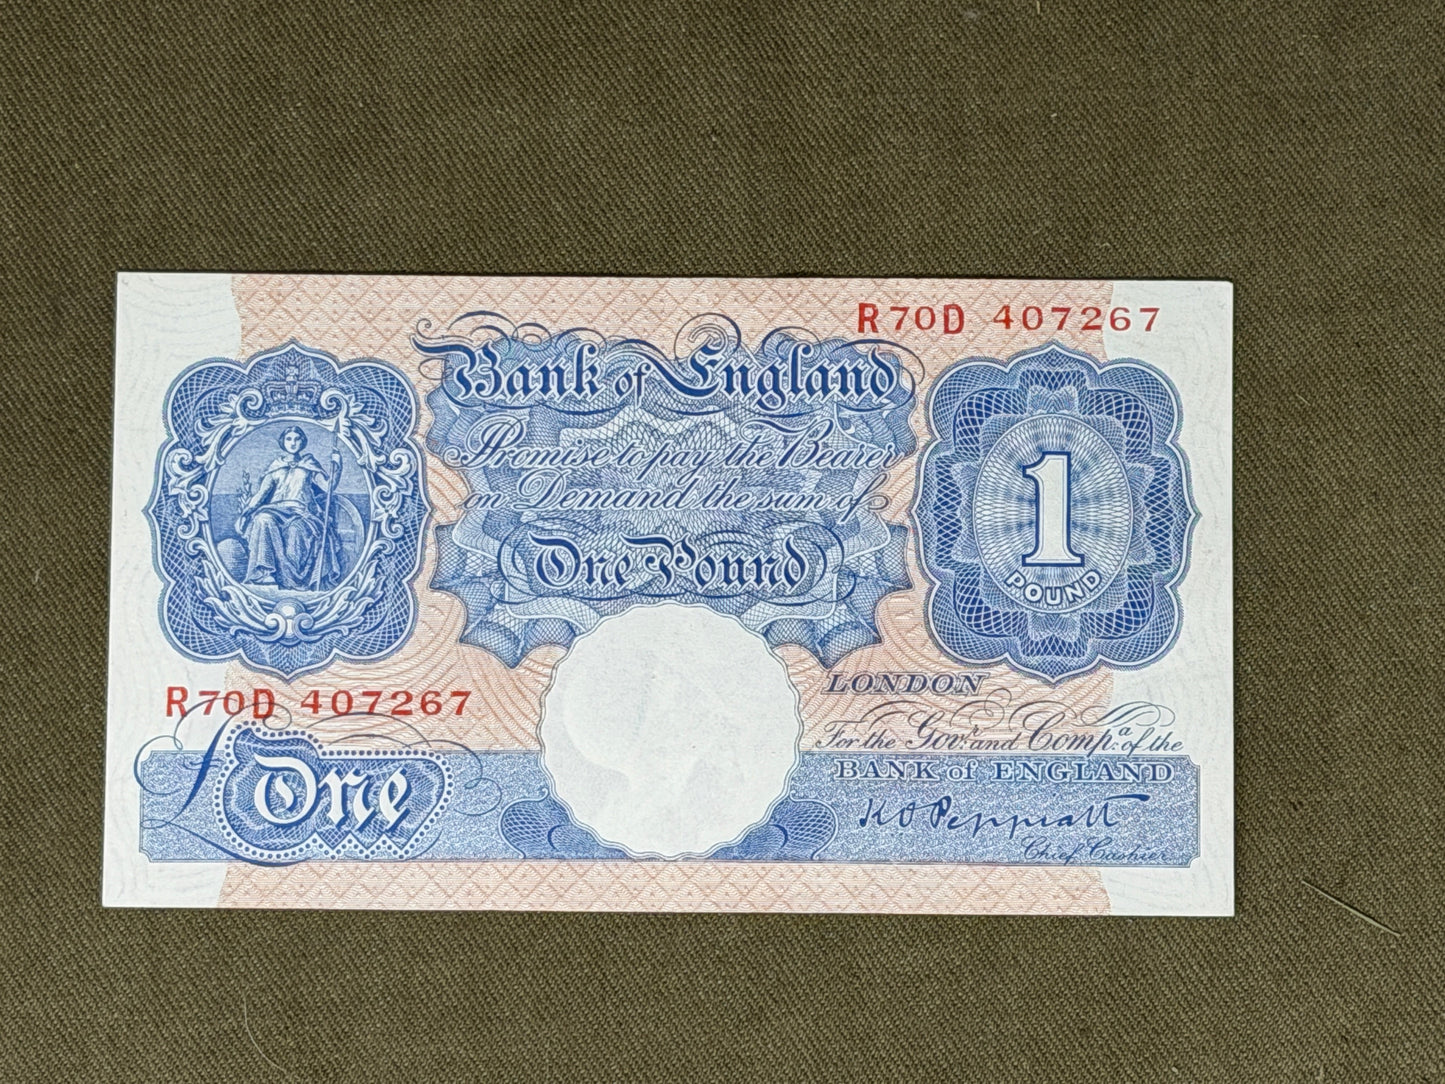 R70D 407267
Bank of England
Promise to pay the Bearer
on Demand the sum of
One Pound
1
POUND
LONDON
R70D 407267
For the Govr. and Compa. of the
BANK of ENGLAND
£One
K O Peppiatt
Chief Cashier